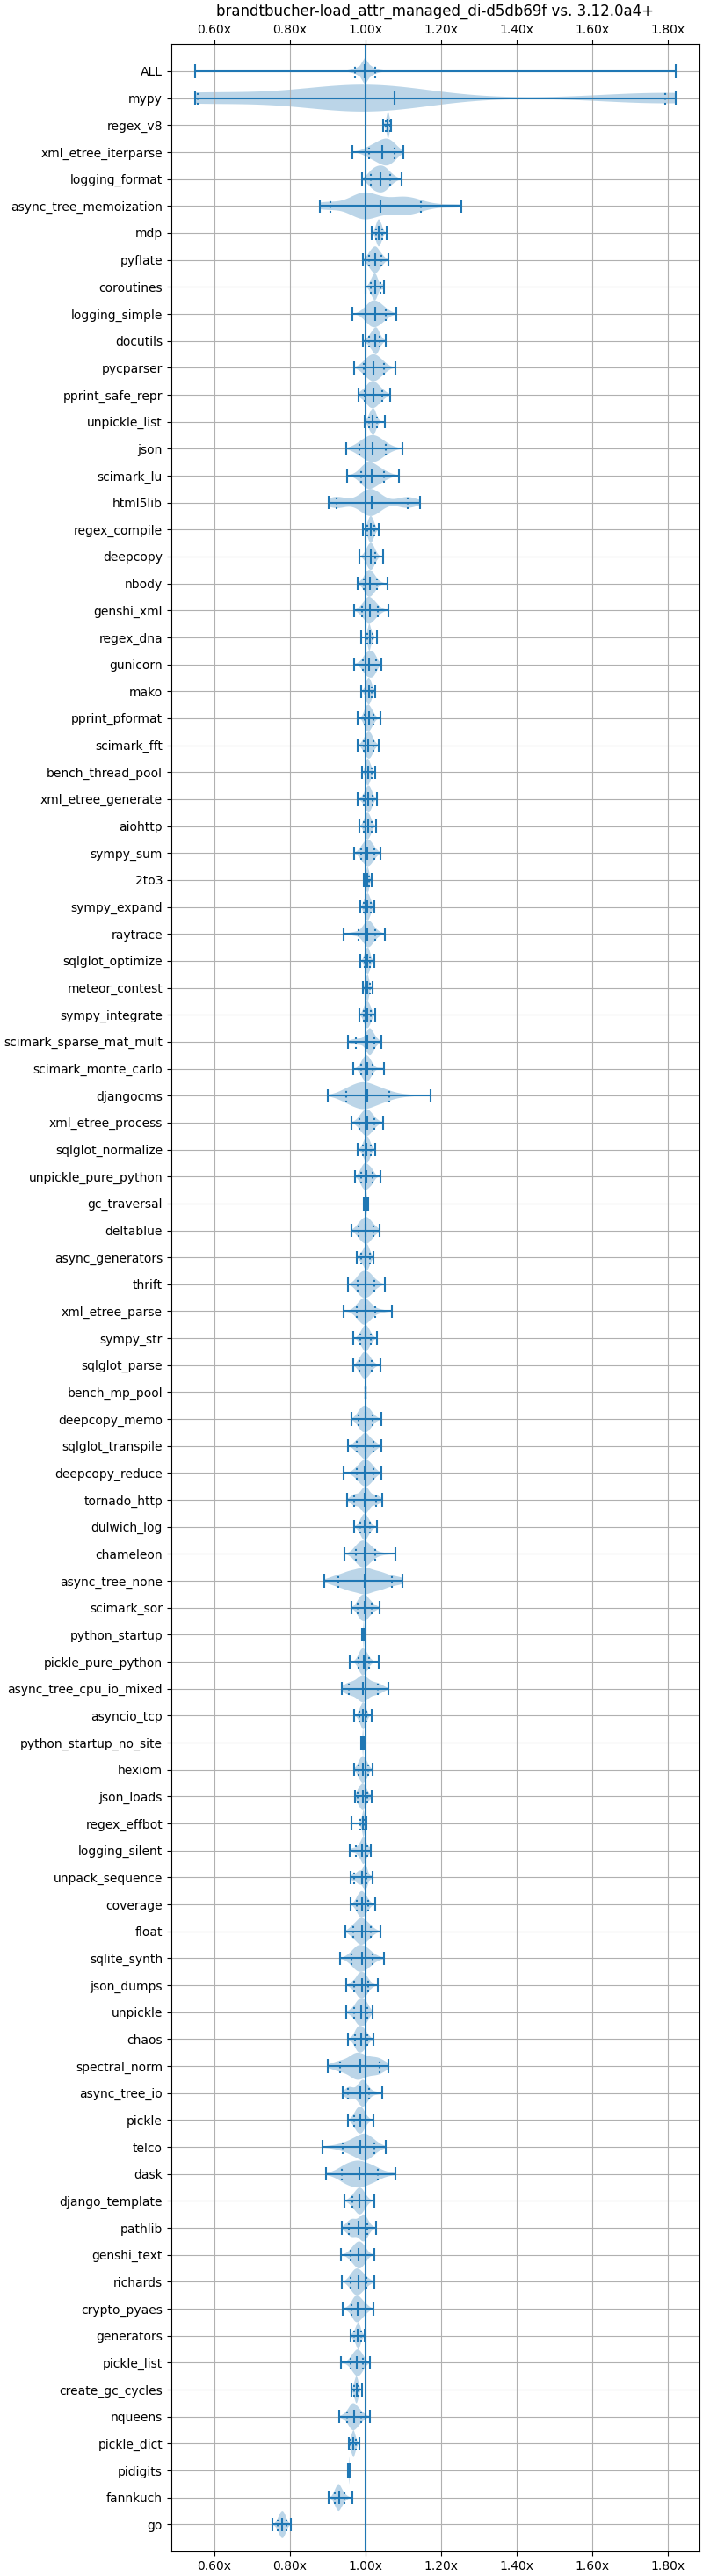 brandtbucher-load_attr_managed_di-d5db69f vs. 3.12.0a4+
0.60x 0.80x 1.00x 1.20x 1.40x 1.60x 1.80x
ALL
mypy
regex_v8
xml_etree_iterparse
logging_format
async_tree_memoization
mdp
pyflate
coroutines
logging_simple
docutils
pycparser
pprint_safe_repr
unpickle_list
json
scimark_lu
html5lib
regex_compile
deepcopy
nbody
genshi_xml
regex_dna
gunicorn
mako
pprint_pformat
scimark_fft
bench_thread_pool
xml_etree_generate
aiohttp
sympy_sum
2to3
sympy_expand
raytrace
sqlglot_optimize
meteor_contest
sympy_integrate
scimark_sparse_mat_mult
scimark_monte_carlo
djangocms
xml_etree_process
sqlglot_normalize
unpickle_pure_python
gc_traversal
deltablue
async_generators
thrift
xml_etree_parse
sympy_str
sqlglot_parse
bench_mp_pool
deepcopy_memo
sqlglot_transpile
deepcopy_reduce
tornado_http
dulwich_log
chameleon
async_tree_none
scimark_sor
python_startup
pickle_pure_python
async_tree_cpu_io_mixed
asyncio_tcp
python_startup_no_site
hexiom
json_loads
regex_effbot
logging_silent
unpack_sequence
coverage
float
sqlite_synth
json_dumps
unpickle
chaos
spectral_norm
async_tree_io
pickle
telco
dask
django_template
pathlib
genshi_text
richards
crypto_pyaes
generators
pickle_list
create_gc_cycles
nqueens
pickle_dict
pidigits
fannkuch
go
0.60x 0.80x 1.00x 1.20x 1.40x 1.60x 1.80x